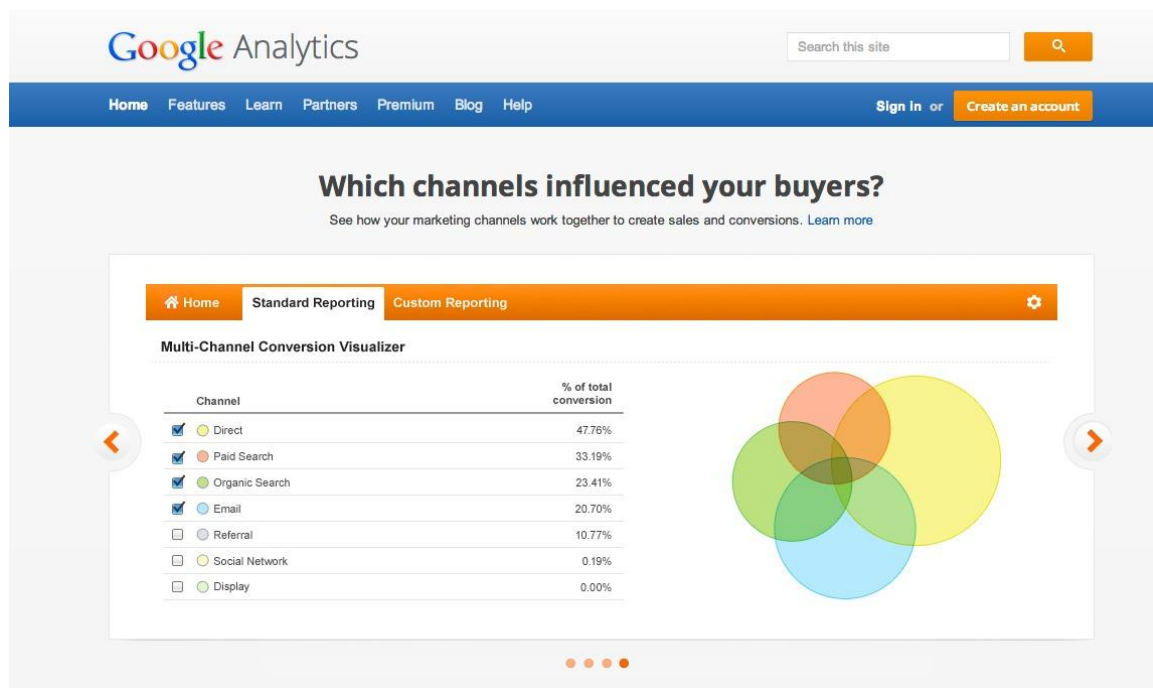 Google Analytics
Search this site
Home Features Learn Partners Premium Blog Help
Sign in or Create an account
Which channels influenced your buyers?
See how your marketing channels work together to create sales and conversions. Learn more
Home Standard Reporting Custom Reporting
Multi-Channel Conversion Visualizer
Channel % of total conversion
Direct 47.76%
Paid Search 33.19%
Organic Search 23.41%
Email 20.70%
Referral 10.77%
Social Network 0.19%
Display 0.00%